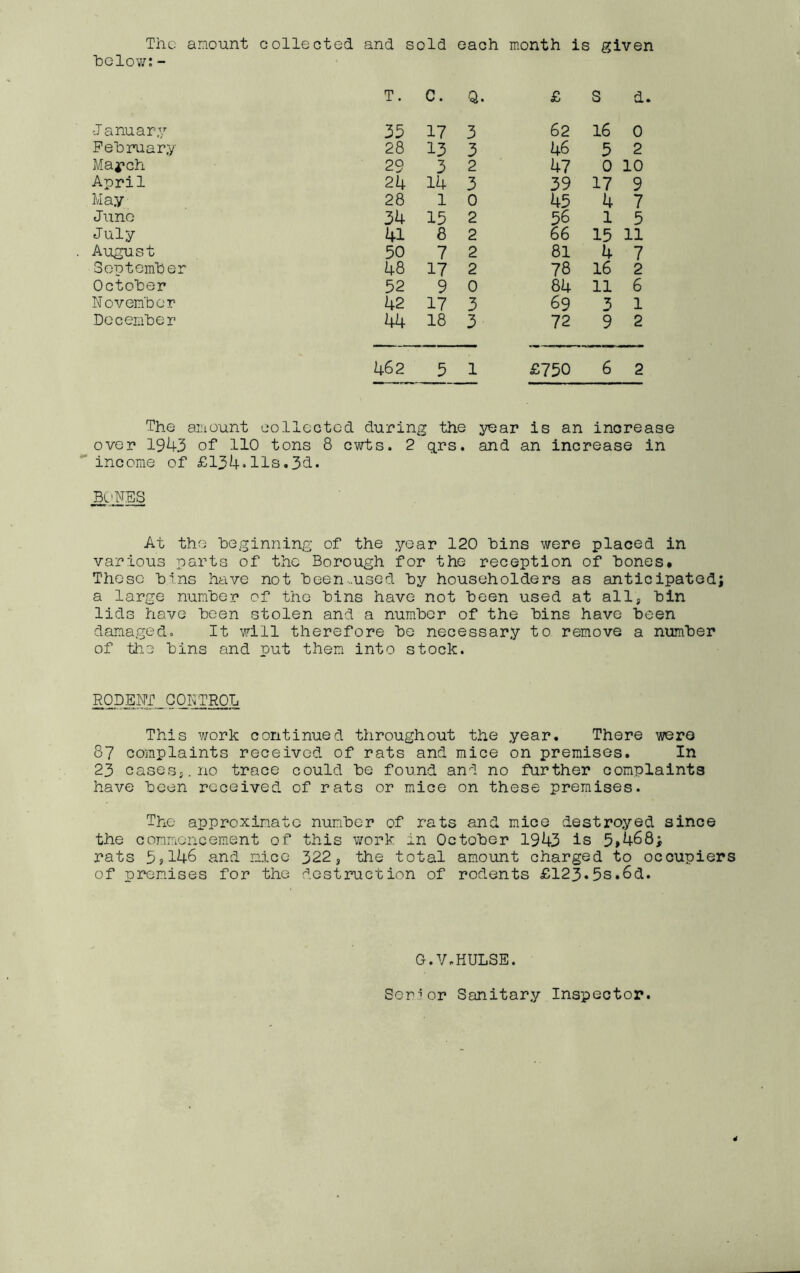 The amount collected and sold each month is given
below:-
T. C. Q. £ S d.
January 35 17 3 62 16 0
February 28 13 3 46 5 2
March 29 3 2 47 0 10
April 24 14 3 39 17 9
May 28 1 0 45 4 7
June 34 15 2 56 1 5
July 41 8 2 66 15 11
August 50 7 2 81 4 7
September 48 17 2 78 16 2
October 52 9 0 84 11 6
November 42 17 3 69 3 1
December 44 18 3 72 9 2
462 5 1 £750 6 2
The amount collected during the year is an increase
over 1943 of 110 tons 8 cwts. 2 qrs. and an increase in
income of £134.11s.3d.
BONES
At the beginning of the year 120 bins were placed in
various parts of the Borough for the reception of bones.
These bins have not been used by householders as anticipated;
a large number of the bins have not been used at all, bin
lids have been stolen and a number of the bins have been
damaged. It will therefore be necessary to remove a number
of the bins and put them into stock.
RODENT CONTROL
This work continued throughout the year. There were
87 complaints received of rats and mice on premises. In
23 cases, no trace could be found and no further complaints
have been received of rats or mice on these premises.
The approximate number of rats and mice destroyed since
the commencement of this work in October 1943 is 5,468;
rats 5,146 and mice 322, the total amount charged to occupiers
of premises for the destruction of rodents £123.5s.6d.
G.V.HULSE.
Senior Sanitary Inspector.